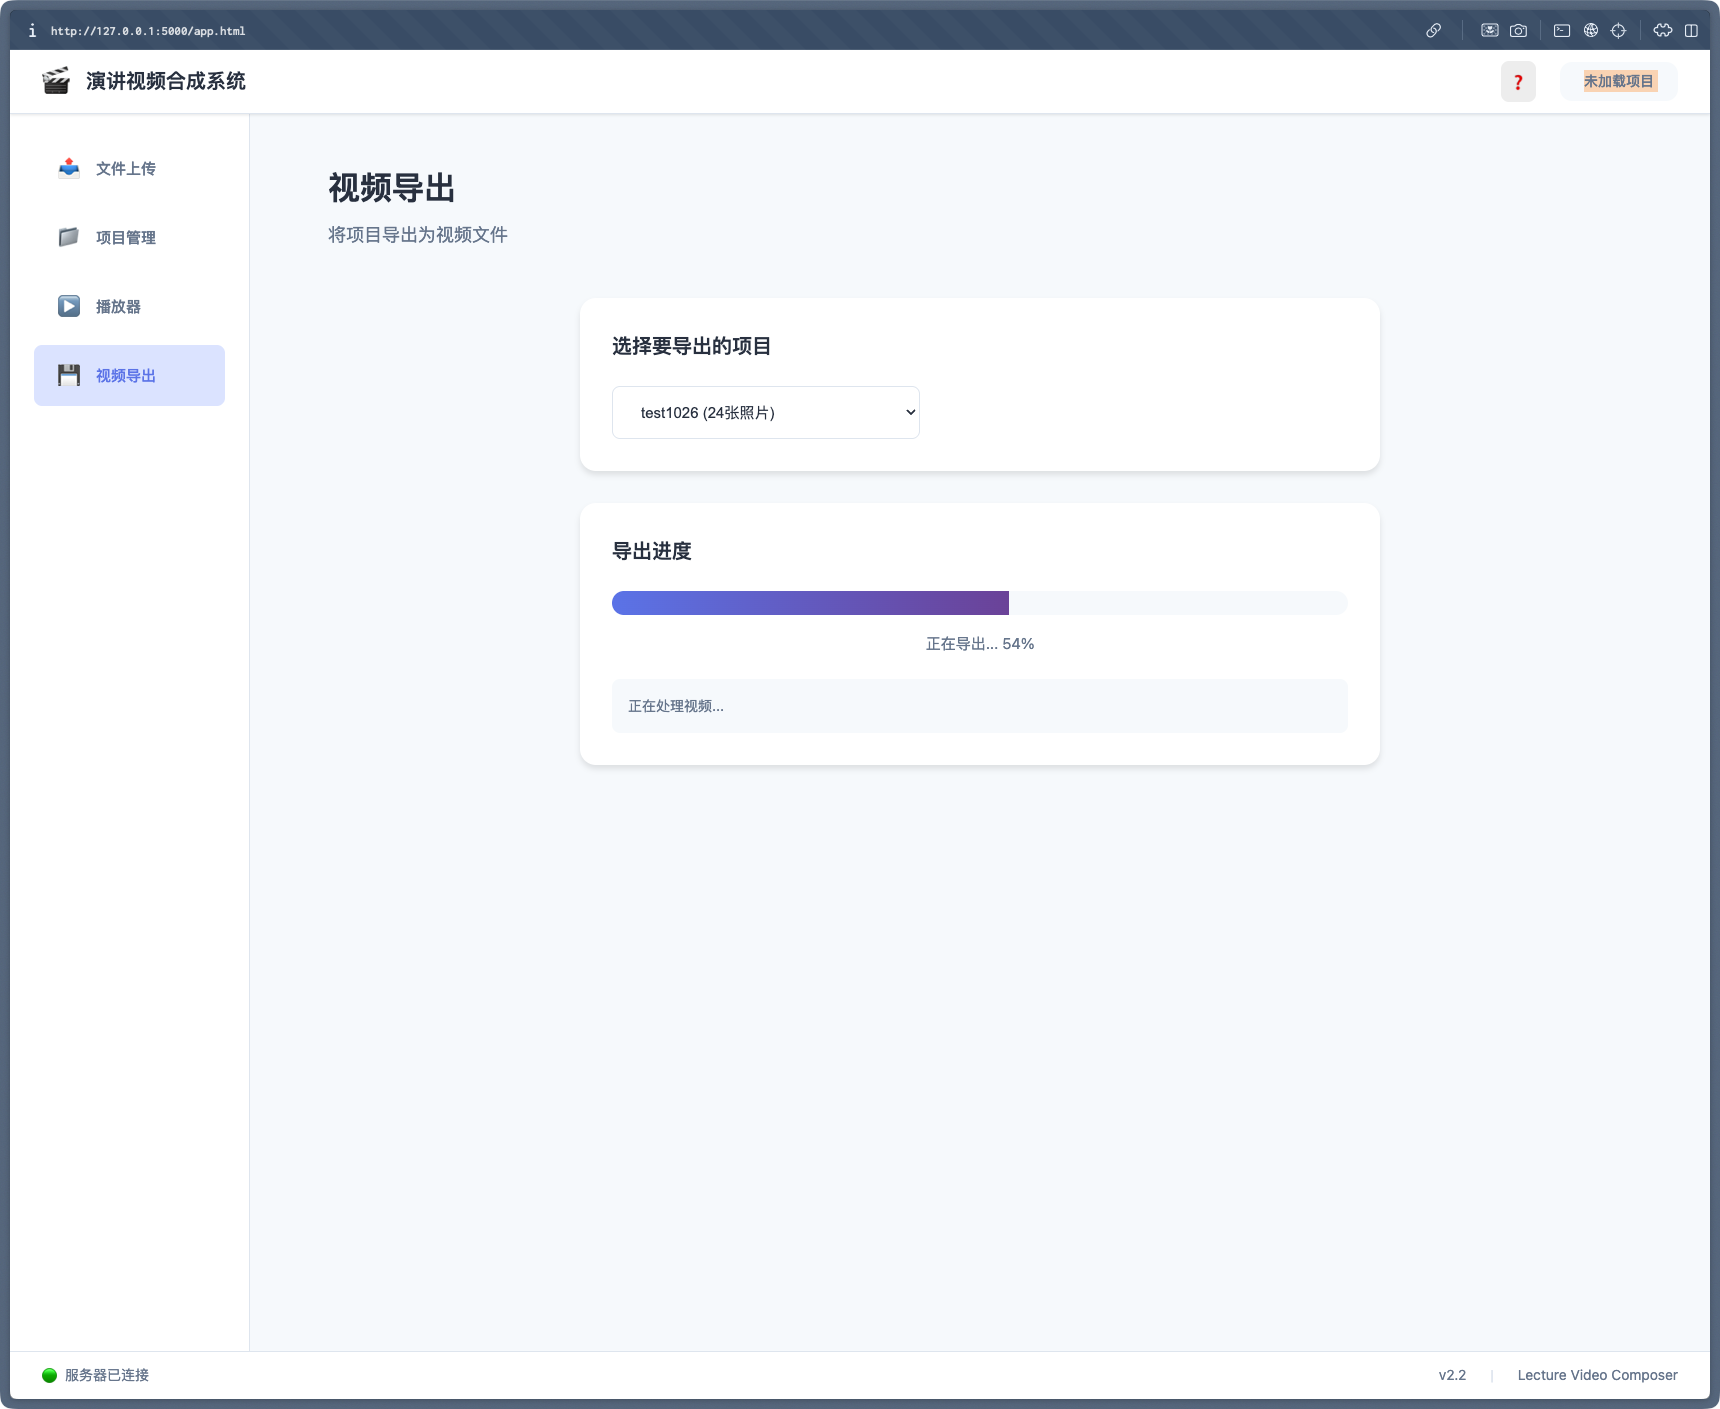 http://127.0.0.1:5000/app.html
演讲视频合成系统
?
未加载项目
文件上传
项目管理
播放器
视频导出
视频导出
将项目导出为视频文件
选择要导出的项目
test1026 (24张照片)
导出进度
正在导出... 54%
正在处理视频...
服务器已连接
v2.2 | Lecture Video Composer